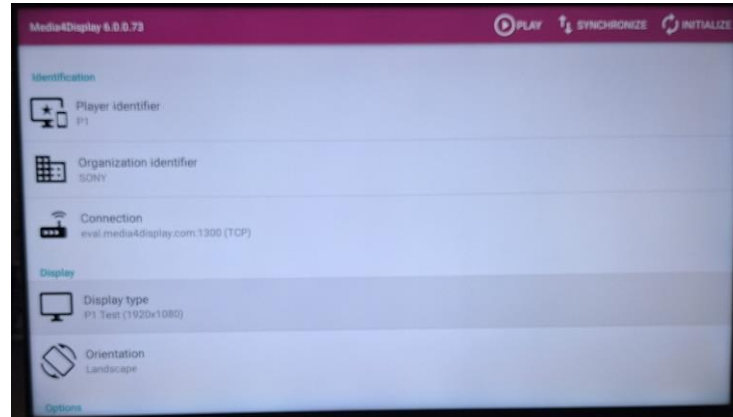 Media4Display 6.0.0.73
PLAY
SYNCHRONIZE
INITIALIZE
Identification
Player identifier
P1
Organization identifier
SONY
Connection
eval.media4display.com:1300 (TCP)
Display
Display type
P1 Test (1920x1080)
Orientation
Landscape
Options